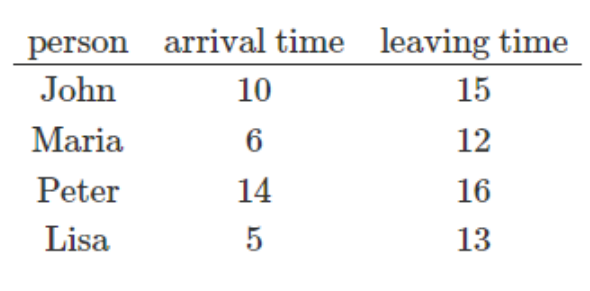 person arrival time leaving time
John 10 15
Maria 6 12
Peter 14 16
Lisa 5 13